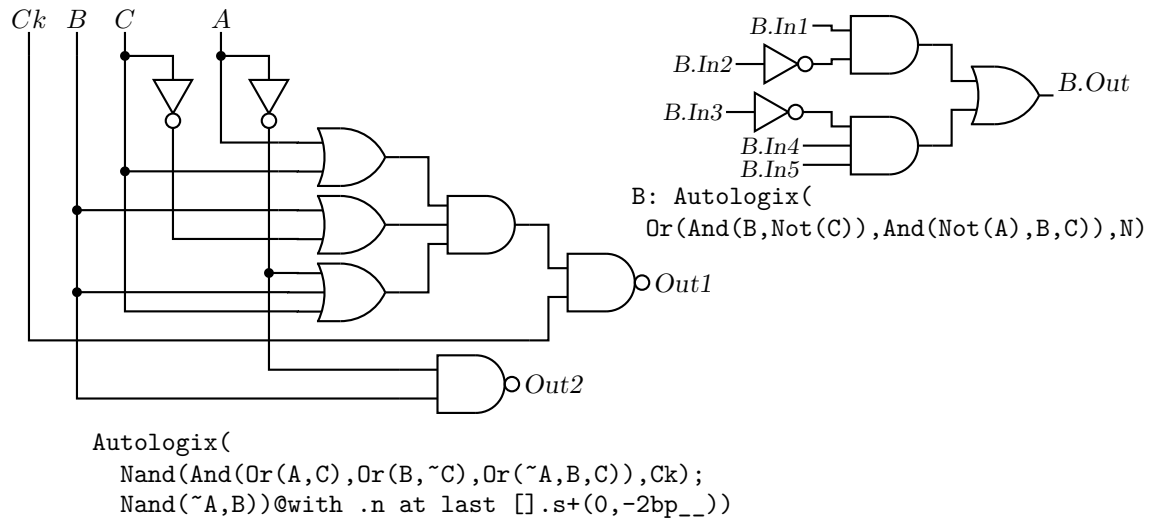 Ck B C A
B.In1
B.In2
B.Out
B.In3
B.In4
B.In5
B: Autologix(
Or(And(B,Not(C)),And(Not(A),B,C)),N)
Out1
Out2
Autologix(
Nand(And(Or(A,C),Or(B,~C),Or(~A,B,C)),Ck);
Nand(~A,B))@with .n at last [].s+(0,-2bp__))